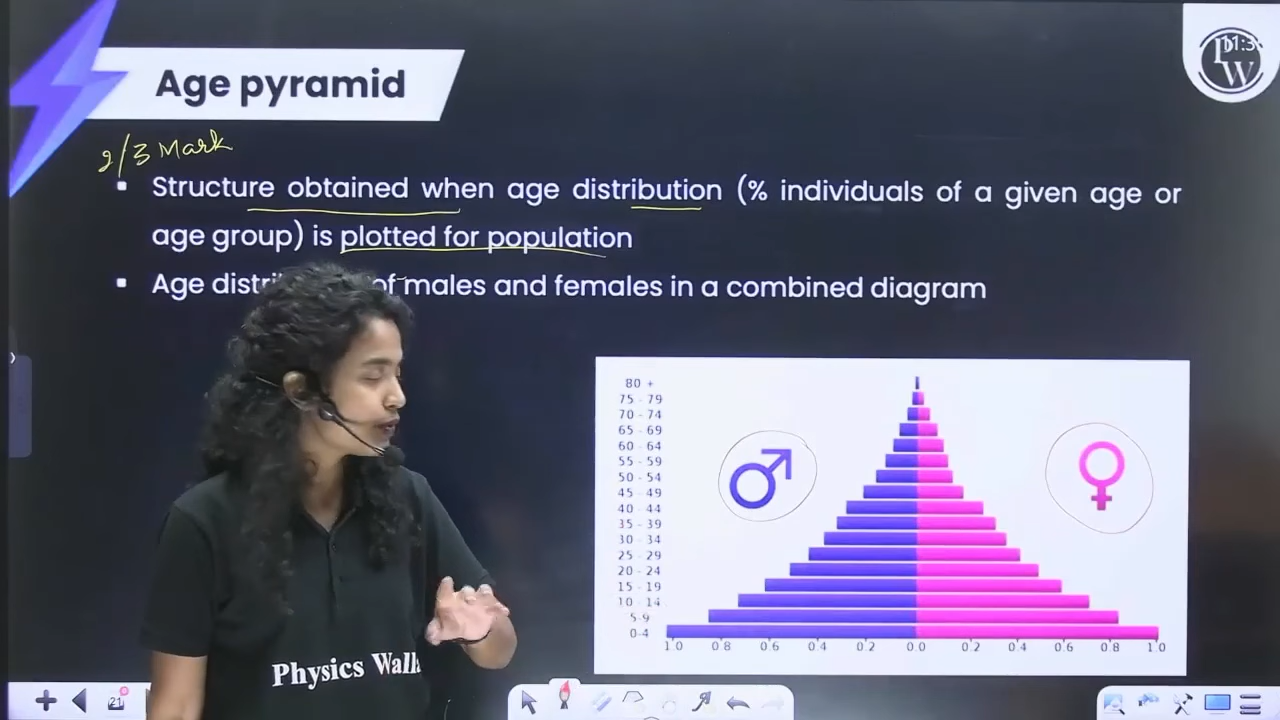 Age pyramid
11:3
PW
2/3 Mark
Structure obtained when age distribution (% individuals of a given age or
age group) is plotted for population
Age distri of males and females in a combined diagram
80 +
75 - 79
70 - 74
65 - 69
60 - 64
55 - 59
50 - 54
45 - 49
40 - 44
35 - 39
30 - 34
25 - 29
20 - 24
15 - 19
10 - 14
5-9
0-4
1 0 0 8 0 6 0 4 0.2 0.0 0.2 0.4 0.6 0.8 1.0
Physics Walla
21